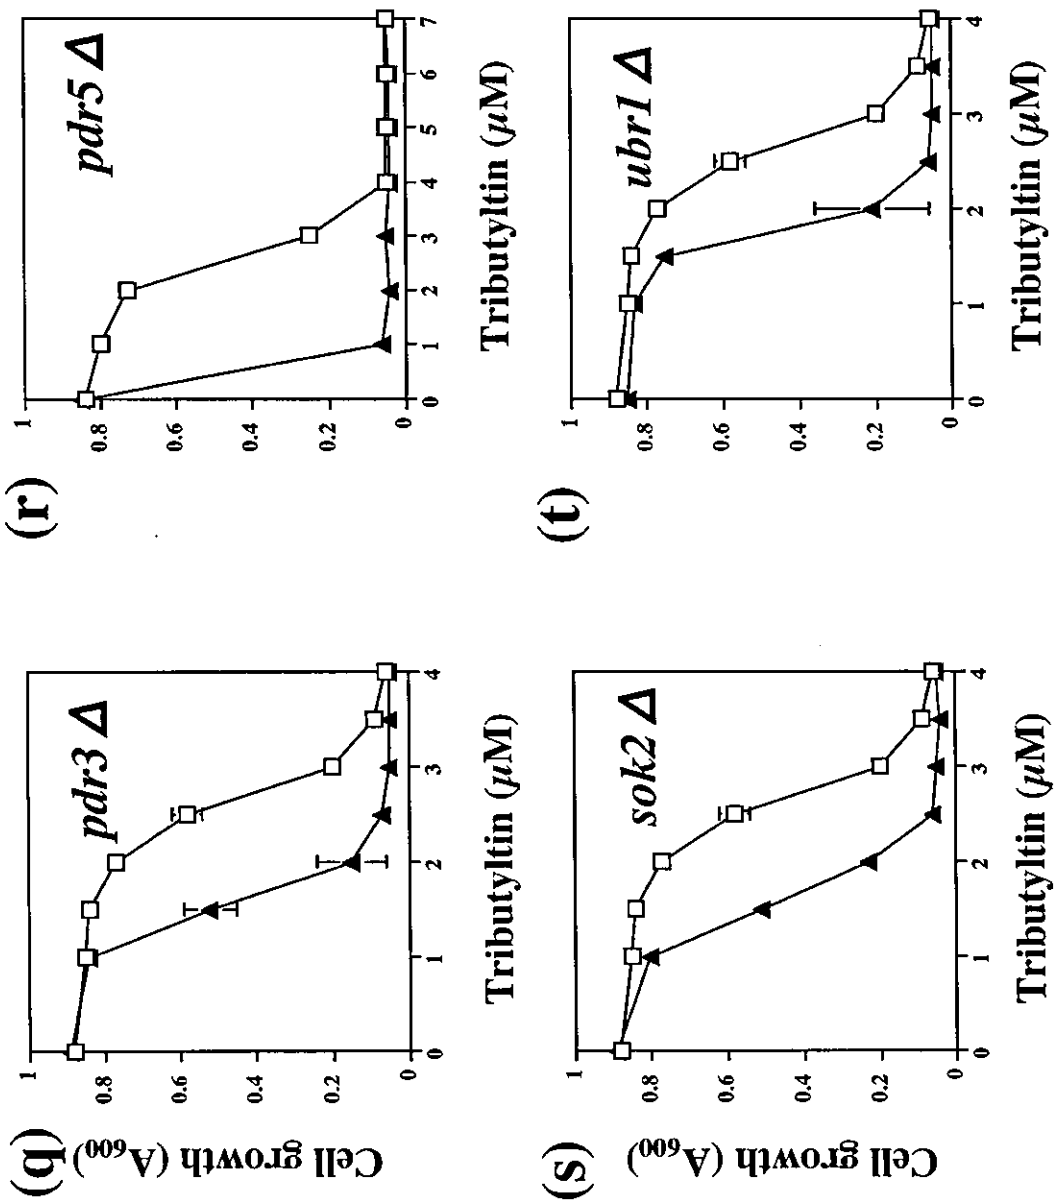 (q)
pdr3 Δ
Cell growth (A600)
1
0.8
0.6
0.4
0.2
0
0 1 2 3 4
Tributyltin (μM)
(r)
pdr5 Δ
1
0.8
0.6
0.4
0.2
0
0 1 2 3 4 5 6 7
Tributyltin (μM)
(s)
sok2 Δ
Cell growth (A600)
1
0.8
0.6
0.4
0.2
0
0 1 2 3 4
Tributyltin (μM)
(t)
ubr1 Δ
1
0.8
0.6
0.4
0.2
0
0 1 2 3 4
Tributyltin (μM)